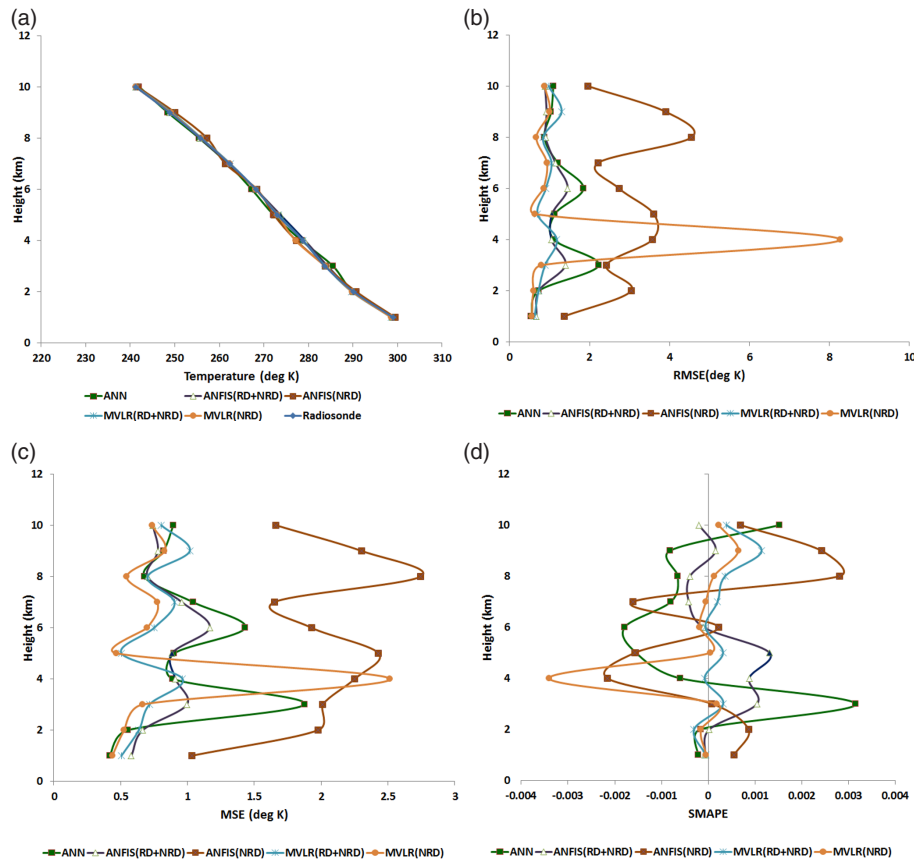 (a)
12
10
8
6
4
2
0
Height (km)
220 230 240 250 260 270 280 290 300 310
Temperature (deg K)
ANN ANFIS(RD+NRD) ANFIS(NRD)
MVLR(RD+NRD) MVLR(NRD) Radiosonde
(b)
12
10
8
6
4
2
0
Height (km)
0 2 4 6 8 10
RMSE(deg K)
ANN ANFIS(RD+NRD) ANFIS(NRD) MVLR(RD+NRD) MVLR(NRD)
(c)
12
10
8
6
4
2
0
Height (km)
0 0.5 1 1.5 2 2.5 3
MSE (deg K)
ANN ANFIS(RD+NRD) ANFIS(NRD) MVLR(RD+NRD) MVLR(NRD)
(d)
12
10
8
6
4
2
0
Height (km)
-0.004 -0.003 -0.002 -0.001 0 0.001 0.002 0.003 0.004
SMAPE
ANN ANFIS(RD+NRD) ANFIS(NRD) MVLR(RD+NRD) MVLR(NRD)